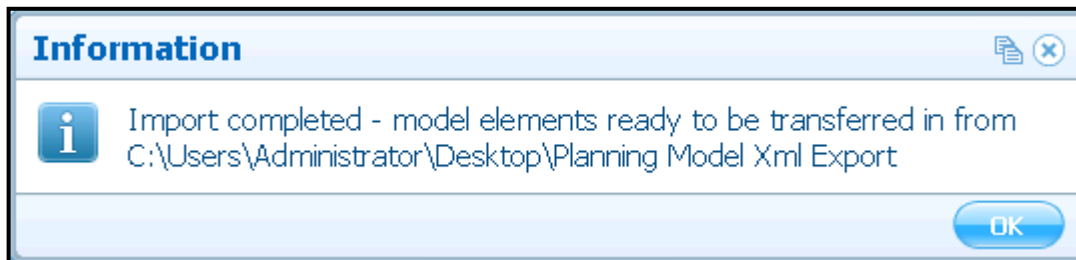 Information
Import completed - model elements ready to be transferred in from
C:\Users\Administrator\Desktop\Planning Model Xml Export
OK